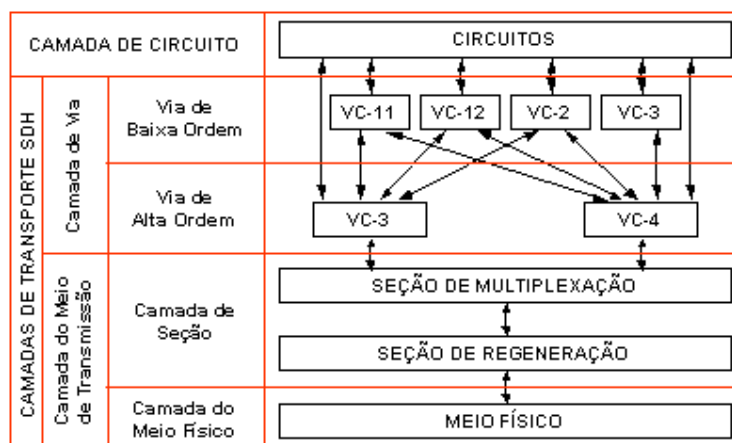 CAMADA DE CIRCUITO
CIRCUITOS
CAMADAS DE TRANSPORTE SDH
Camada de Via
Via de
Baixa Ordem
VC-11
VC-12
VC-2
VC-3
Via de
Alta Ordem
VC-3
VC-4
Camada do Meio
de Transmissão
Camada de
Seção
SEÇÃO DE MULTIPLEXAÇÃO
SEÇÃO DE REGENERAÇÃO
Camada do
Meio Físico
MEIO FÍSICO